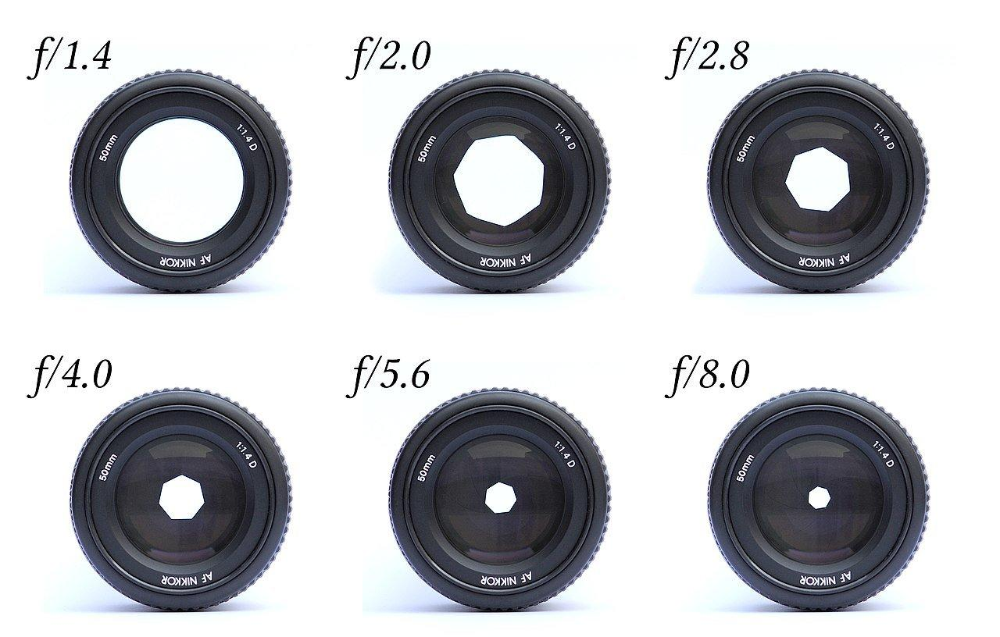 f/1.4
50mm
1:1.4 D
AF NIKKOR
f/2.0
50mm
1:1.4 D
AF NIKKOR
f/2.8
50mm
1:1.4 D
AF NIKKOR
f/4.0
50mm
1:1.4 D
AF NIKKOR
f/5.6
50mm
1:1.4 D
AF NIKKOR
f/8.0
50mm
1:1.4 D
AF NIKKOR